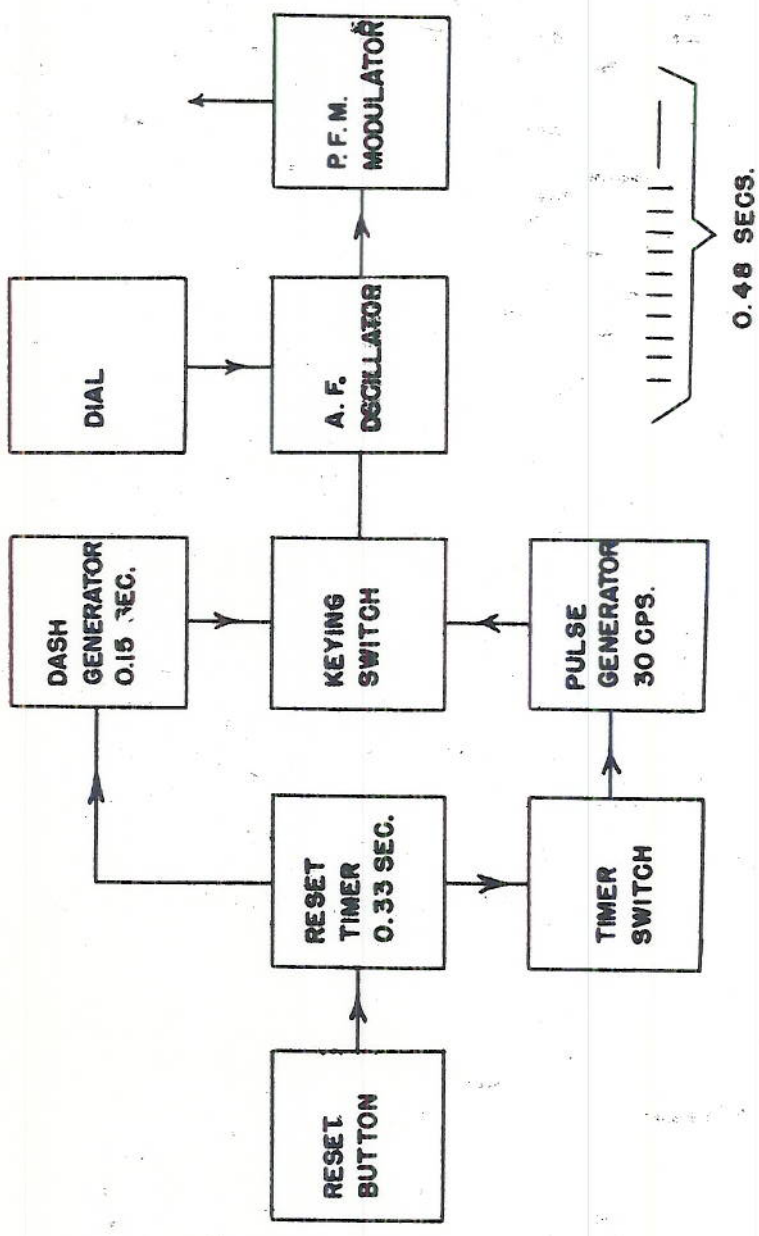 DASH
GENERATOR
0.15 SEC.
DIAL
RESET
BUTTON
RESET
TIMER
0.33 SEC.
KEYING
SWITCH
A. F.
OSCILLATOR
P. F. M.
MODULATOR
TIMER
SWITCH
PULSE
GENERATOR
30 CPS.
0.48 SECS.